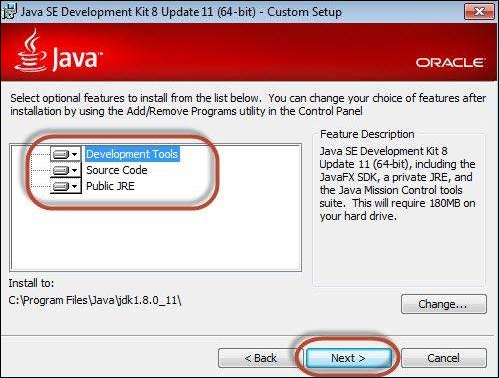 Java SE Development Kit 8 Update 11 (64-bit) - Custom Setup
Java™
ORACLE
Select optional features to install from the list below. You can change your choice of features after
installation by using the Add/Remove Programs utility in the Control Panel
Development Tools
Source Code
Public JRE
Feature Description
Java SE Development Kit 8
Update 11 (64-bit), including the
JavaFX SDK, a private JRE, and
the Java Mission Control tools
suite. This will require 180MB on
your hard drive.
Install to:
C:\Program Files\Java\jdk1.8.0_11\
Change...
< Back
Next >
Cancel